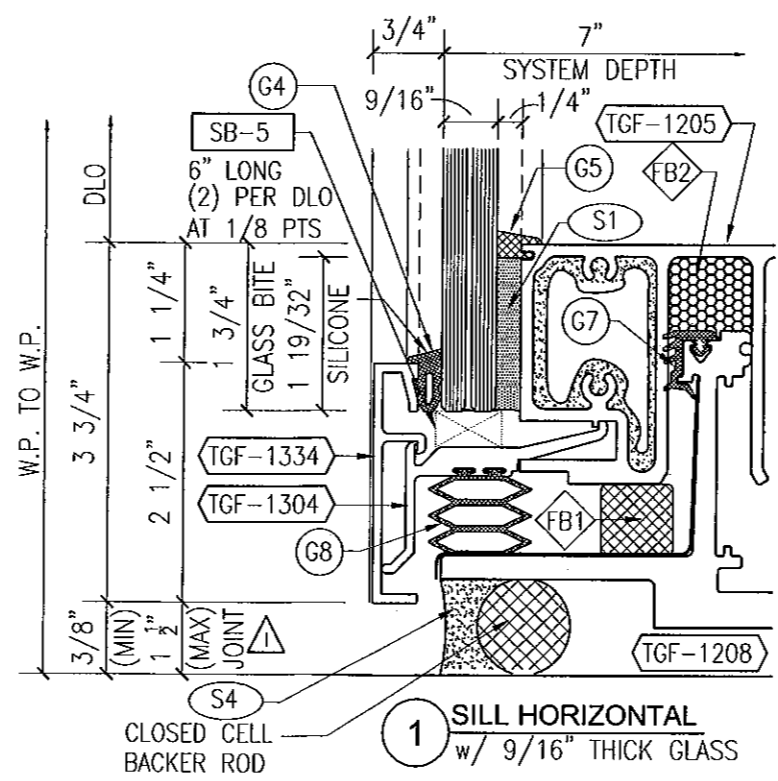 3/4"
7"
SYSTEM DEPTH
G4
9/16"
1/4"
SB-5
TGF-1205
6" LONG
(2) PER DLO
AT 1/8 PTS
G5
FB2
DLO
S1
1 1/4"
1 3/4"
GLASS BITE
1 19/32"
SILICONE
G7
W.P. TO W.P.
3 3/4"
2 1/2"
TGF-1334
TGF-1304
G8
FB1
3/8"
(MIN)
1 1/2"
(MAX)
JOINT
1
TGF-1208
S4
CLOSED CELL
BACKER ROD
1
SILL HORIZONTAL
w/ 9/16" THICK GLASS